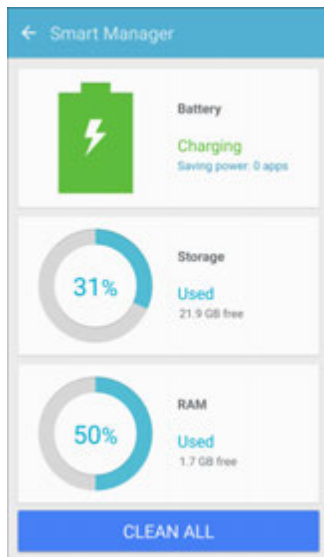 Smart Manager
Battery
Charging
Saving power: 0 apps
31%
Storage
Used
21.9 GB free
50%
RAM
Used
1.7 GB free
CLEAN ALL